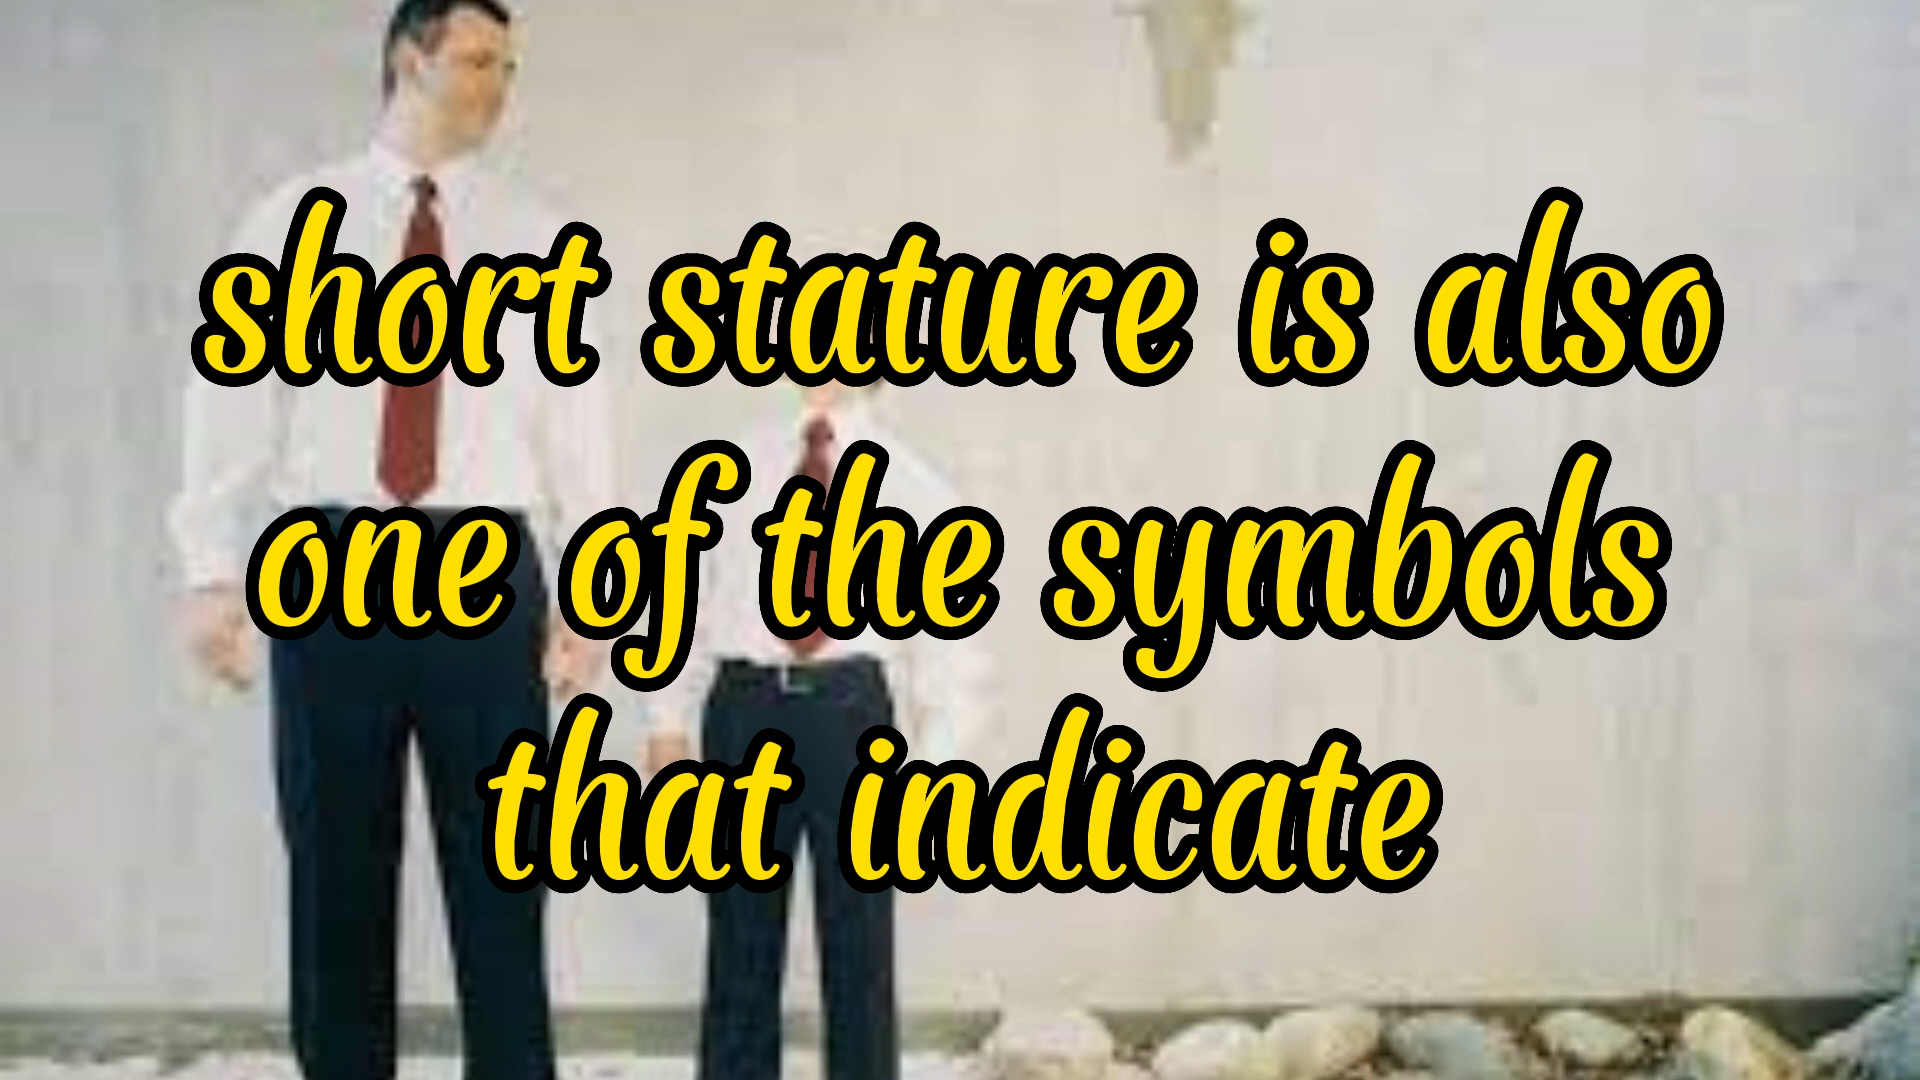 short stature is also
one of the symbols
that indicate